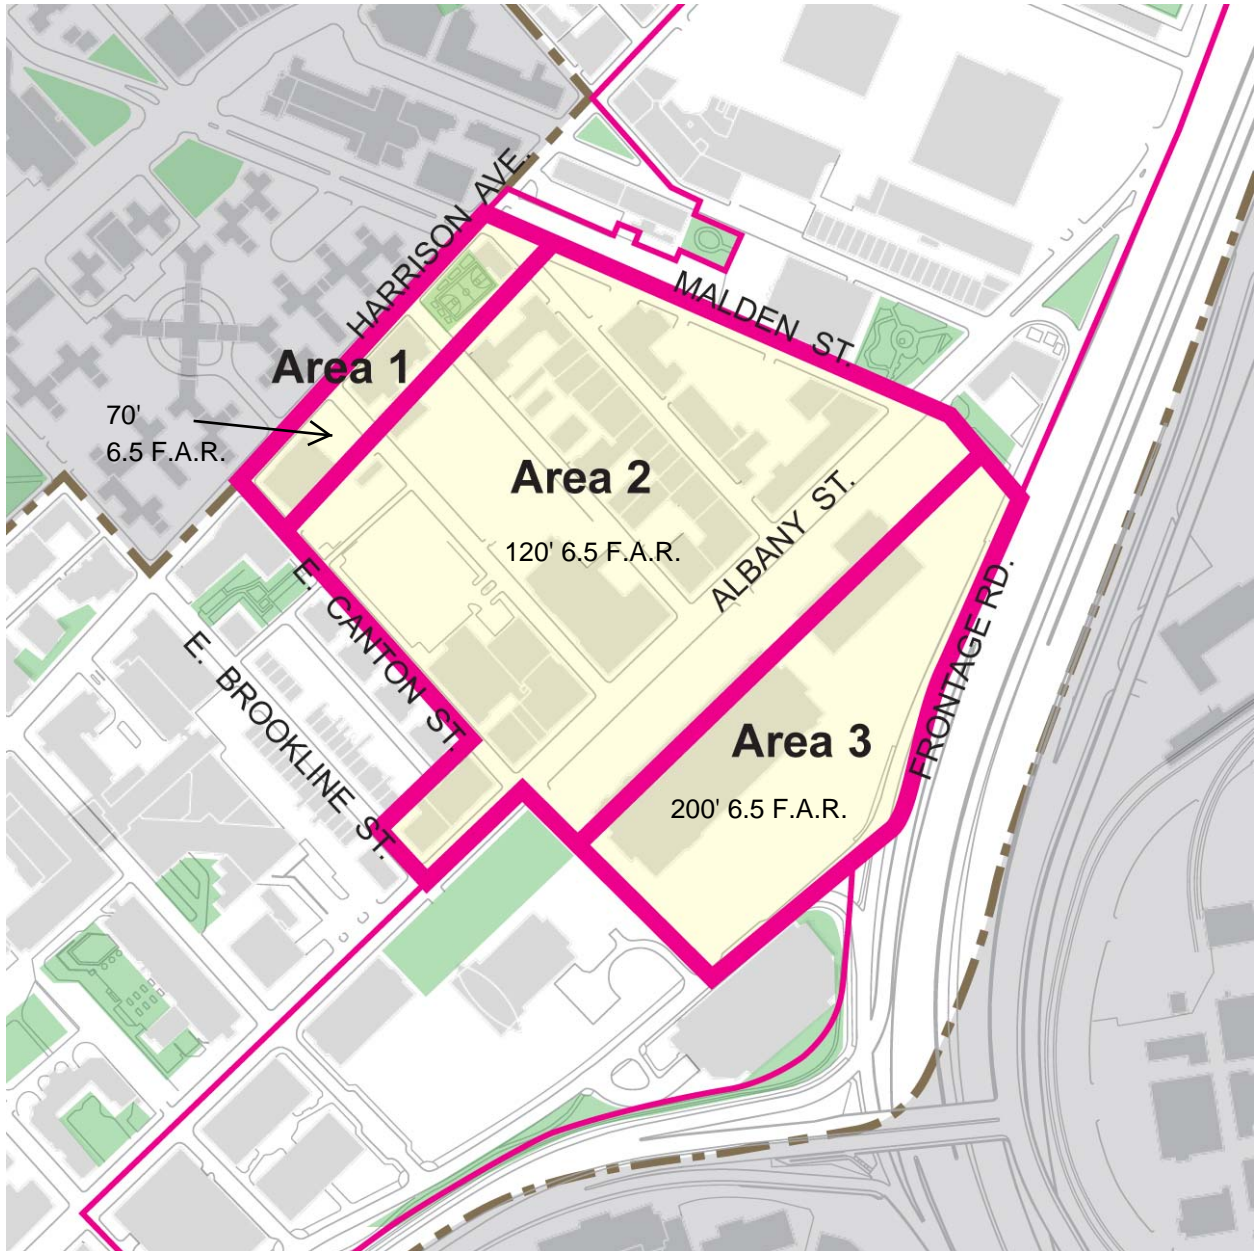 HARRISON AVE.
MALDEN ST.
Area 1
70'
6.5 F.A.R.
Area 2
120' 6.5 F.A.R.
ALBANY ST.
E. CANTON ST.
E. BROOKLINE ST.
FRONTAGE RD.
Area 3
200' 6.5 F.A.R.